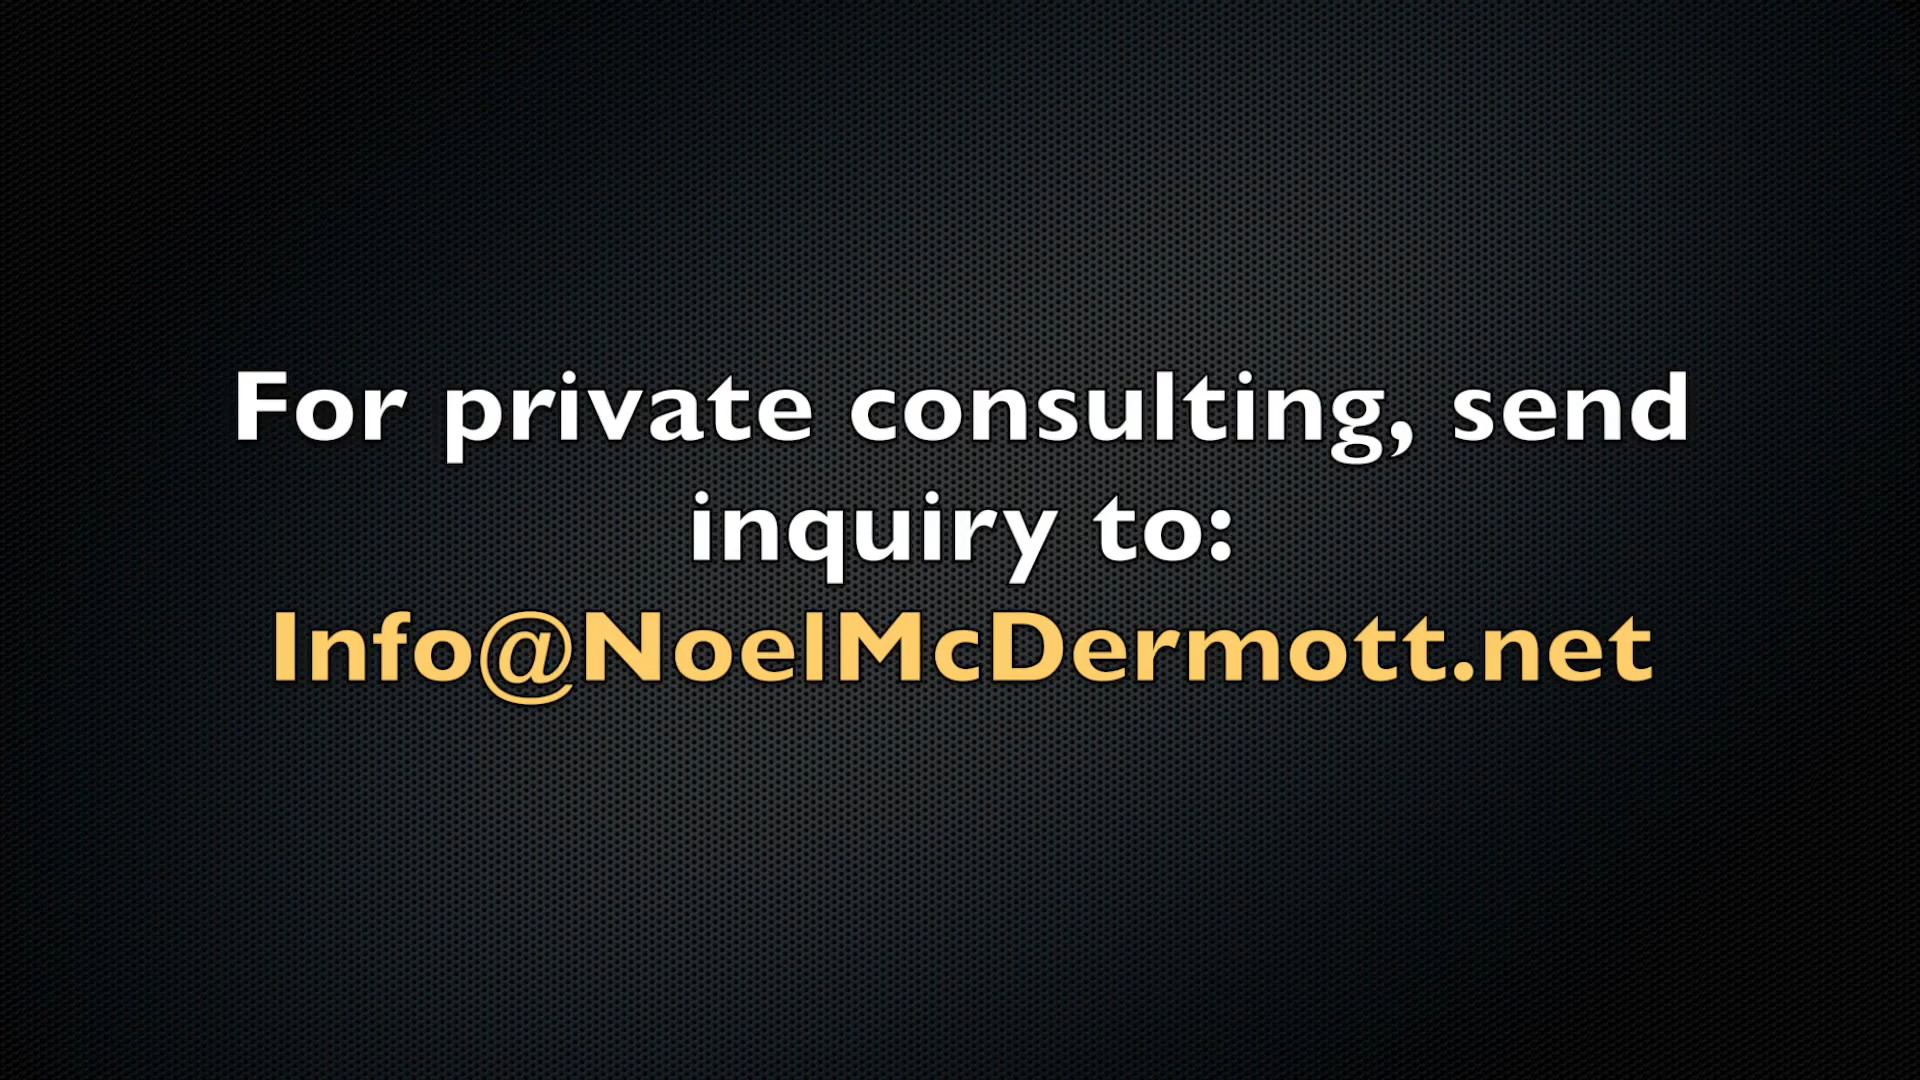 For private consulting, send
inquiry to:
Info@NoelMcDermott.net